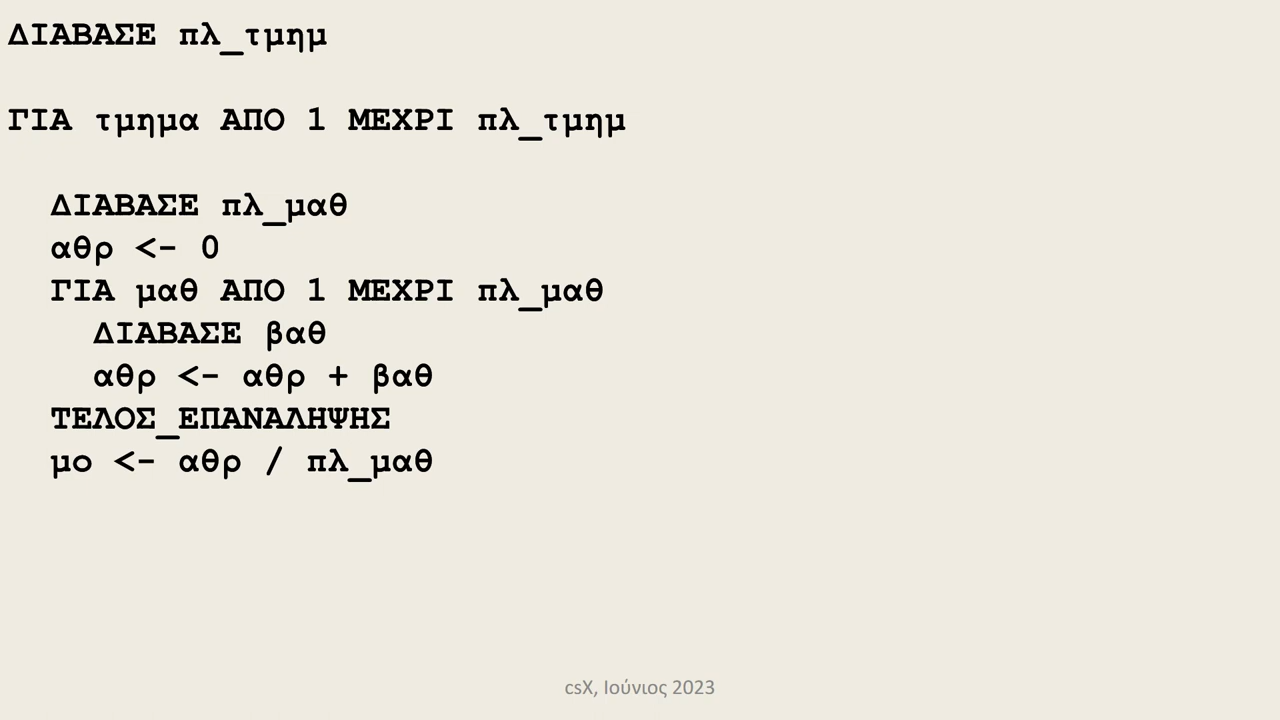 ΔΙΑΒΑΣΕ πλ_τμημ
ΓΙΑ τμημα ΑΠΟ 1 ΜΕΧΡΙ πλ_τμημ
ΔΙΑΒΑΣΕ πλ_μαθ
αθρ <- 0
ΓΙΑ μαθ ΑΠΟ 1 ΜΕΧΡΙ πλ_μαθ
ΔΙΑΒΑΣΕ βαθ
αθρ <- αθρ + βαθ
ΤΕΛΟΣ_ΕΠΑΝΑΛΗΨΗΣ
μο <- αθρ / πλ_μαθ
csX, Ιούνιος 2023